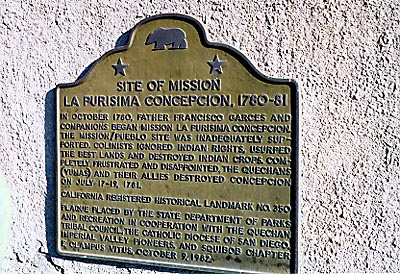 SITE OF MISSION
LA PURISIMA CONCEPCION, 1780-81
IN OCTOBER 1780, FATHER FRANCISCO GARCES AND
COMPANIONS BEGAN MISSION LA PURISIMA CONCEPCION.
THE MISSION/PUEBLO SITE WAS INADEQUATELY SUP-
PORTED. COLINISTS IGNORED INDIAN RIGHTS, USURPED
THE BEST LANDS AND DESTROYED INDIAN CROPS. COM-
PLETELY FRUSTRATED AND DISAPPOINTED, THE QUECHANS
(YUMAS) AND THEIR ALLIES DESTROYED CONCEPCION
ON JULY 17-19, 1781.
CALIFORNIA REGISTERED HISTORICAL LANDMARK NO. 350
PLAQUE PLACED BY THE STATE DEPARTMENT OF PARKS
AND RECREATION IN COOPERATION WITH THE QUECHAN
TRIBAL COUNCIL, THE CATHOLIC DIOCESE OF SAN DIEGO,
IMPERIAL VALLEY PIONEERS, AND SQUIBOB CHAPTER
E CLAMPUS VITUS, OCTOBER 9, 1982.